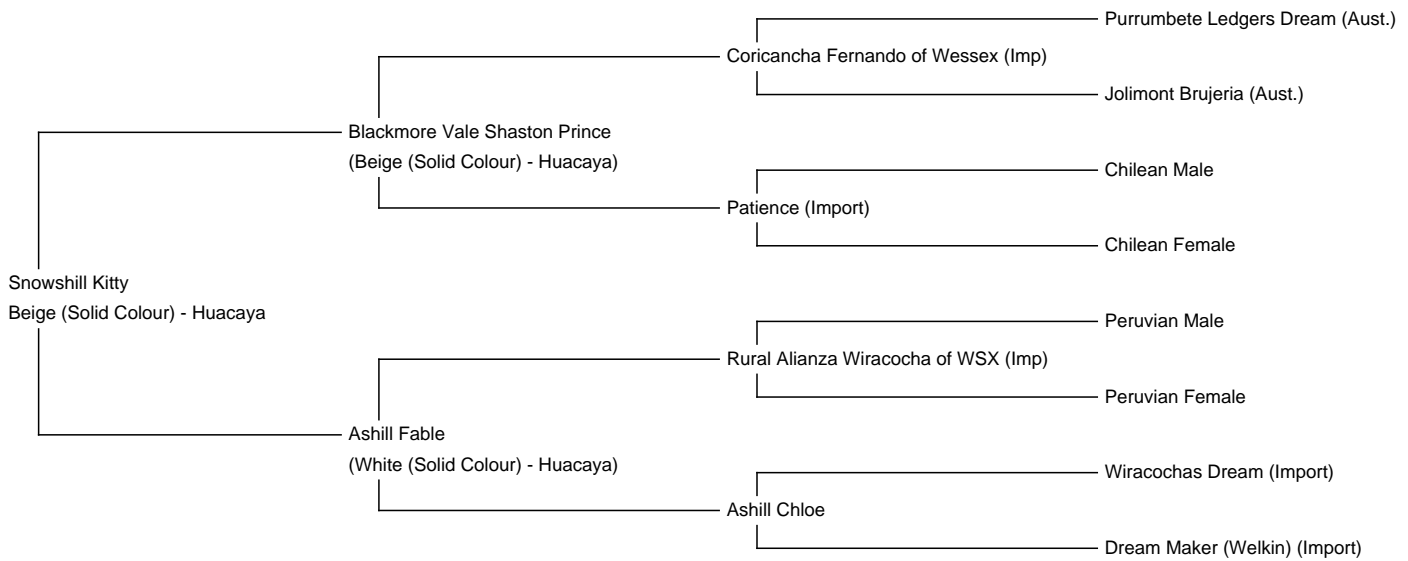 Purrumbete Ledgers Dream (Aust.)
Coricancha Fernando of Wessex (Imp)
Jolimont Brujeria (Aust.)
Blackmore Vale Shaston Prince
(Beige (Solid Colour) - Huacaya)
Chilean Male
Patience (Import)
Chilean Female
Snowshill Kitty
Beige (Solid Colour) - Huacaya
Peruvian Male
Rural Alianza Wiracocha of WSX (Imp)
Peruvian Female
Ashill Fable
(White (Solid Colour) - Huacaya)
Wiracochas Dream (Import)
Ashill Chloe
Dream Maker (Welkin) (Import)